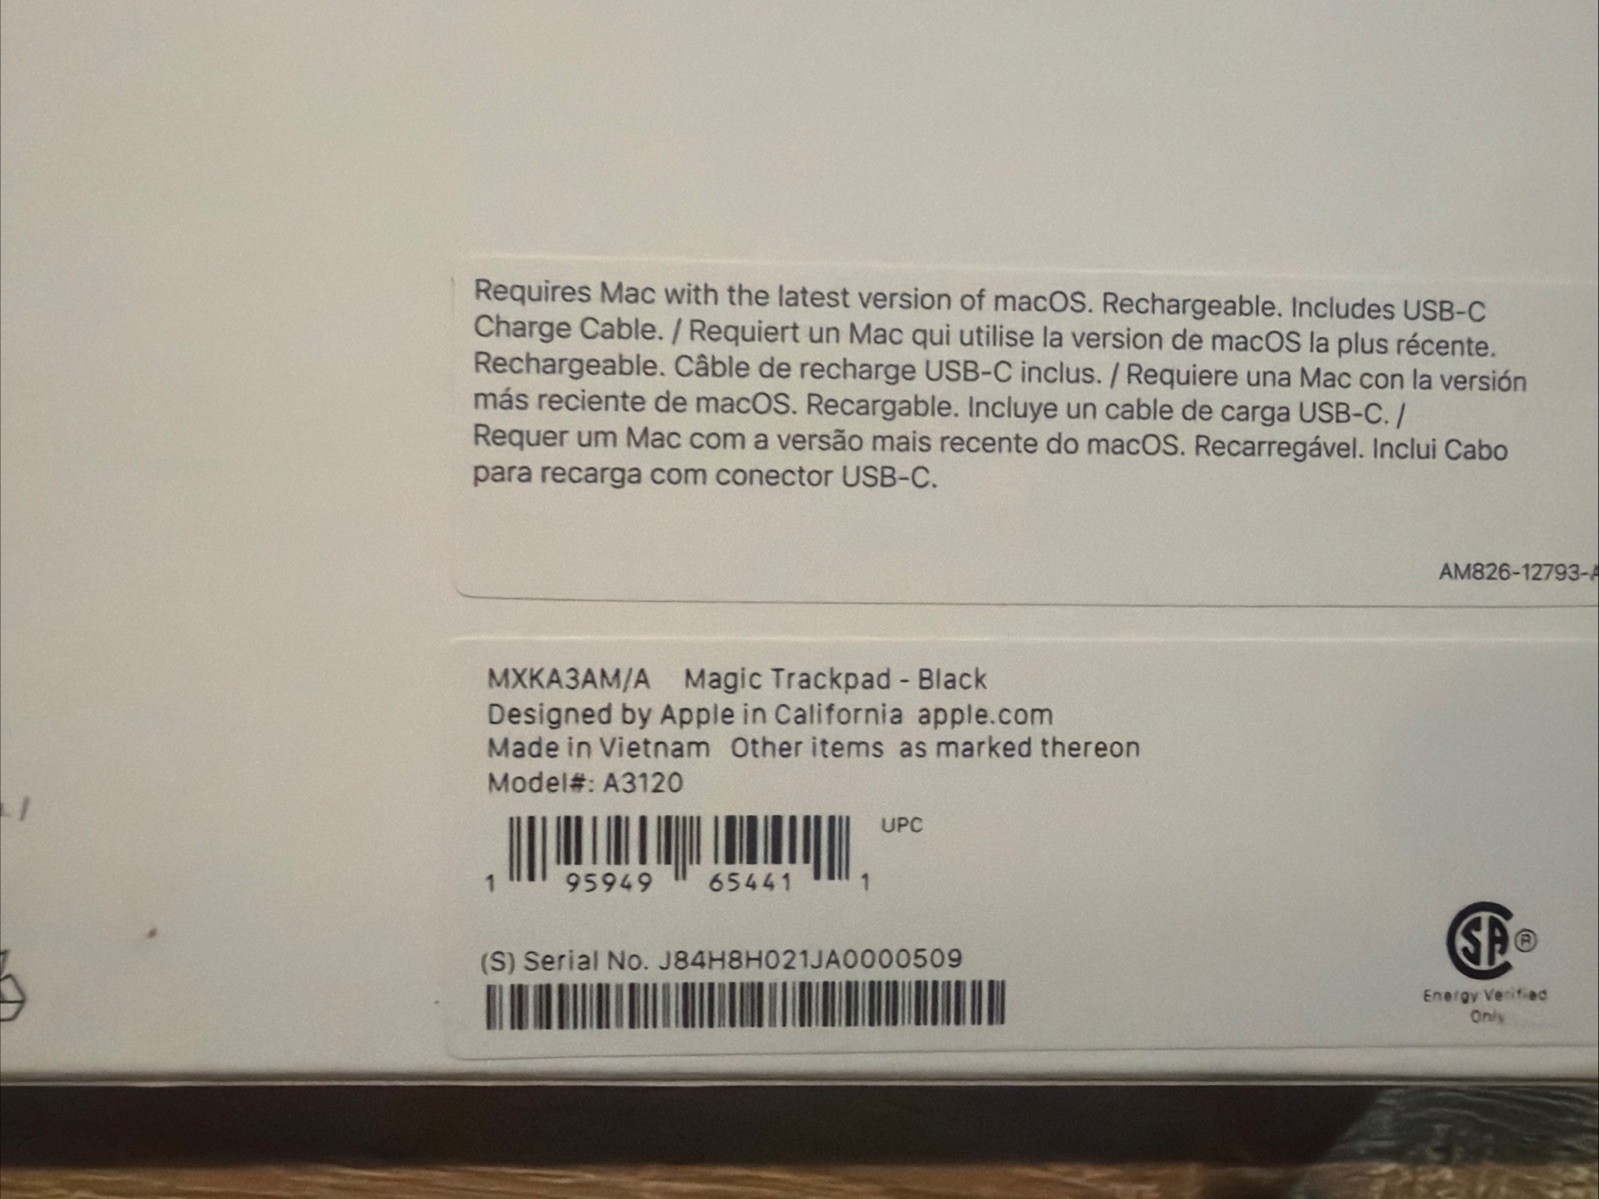 Requires Mac with the latest version of macOS. Rechargeable. Includes USB-C
Charge Cable. / Requiert un Mac qui utilise la version de macOS la plus récente.
Rechargeable. Câble de recharge USB-C inclus. / Requiere una Mac con la versión
más reciente de macOS. Recargable. Incluye un cable de carga USB-C. /
Requer um Mac com a versão mais recente do macOS. Recarregável. Inclui Cabo
para recarga com conector USB-C.
AM826-12793-A
MXKA3AM/A Magic Trackpad - Black
Designed by Apple in California apple.com
Made in Vietnam Other items as marked thereon
Model#: A3120
UPC
1 95949 65441 1
(S) Serial No. J84H8H021JA0000509
SA ®
Energy Verified
Only